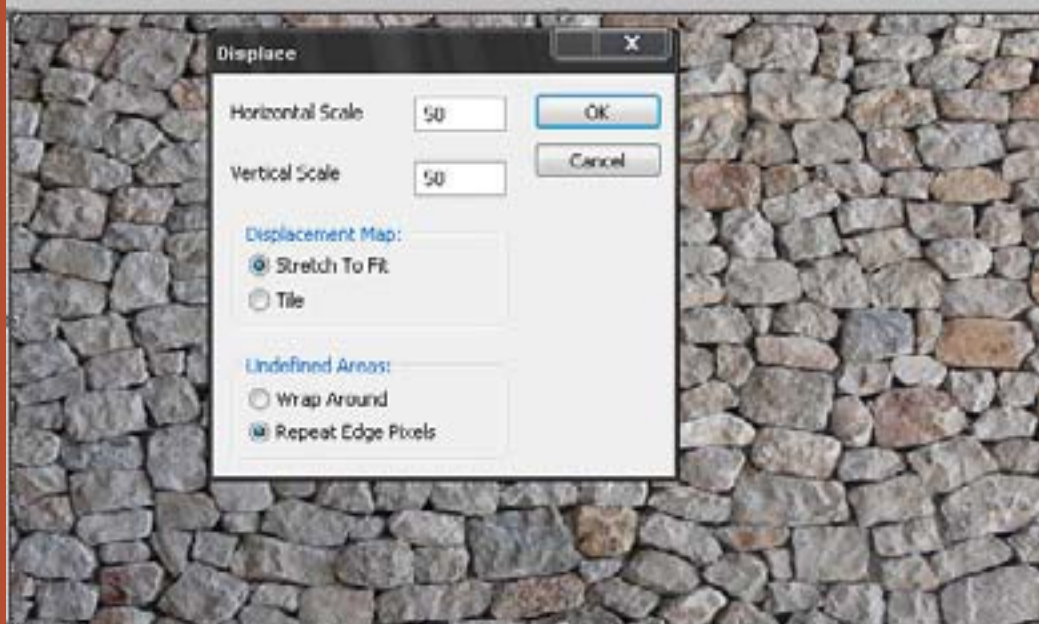 Displace
X
Horizontal Scale 50 OK
Vertical Scale 50 Cancel
Displacement Map:
Stretch To Fit
Tile
Undefined Areas:
Wrap Around
Repeat Edge Pixels